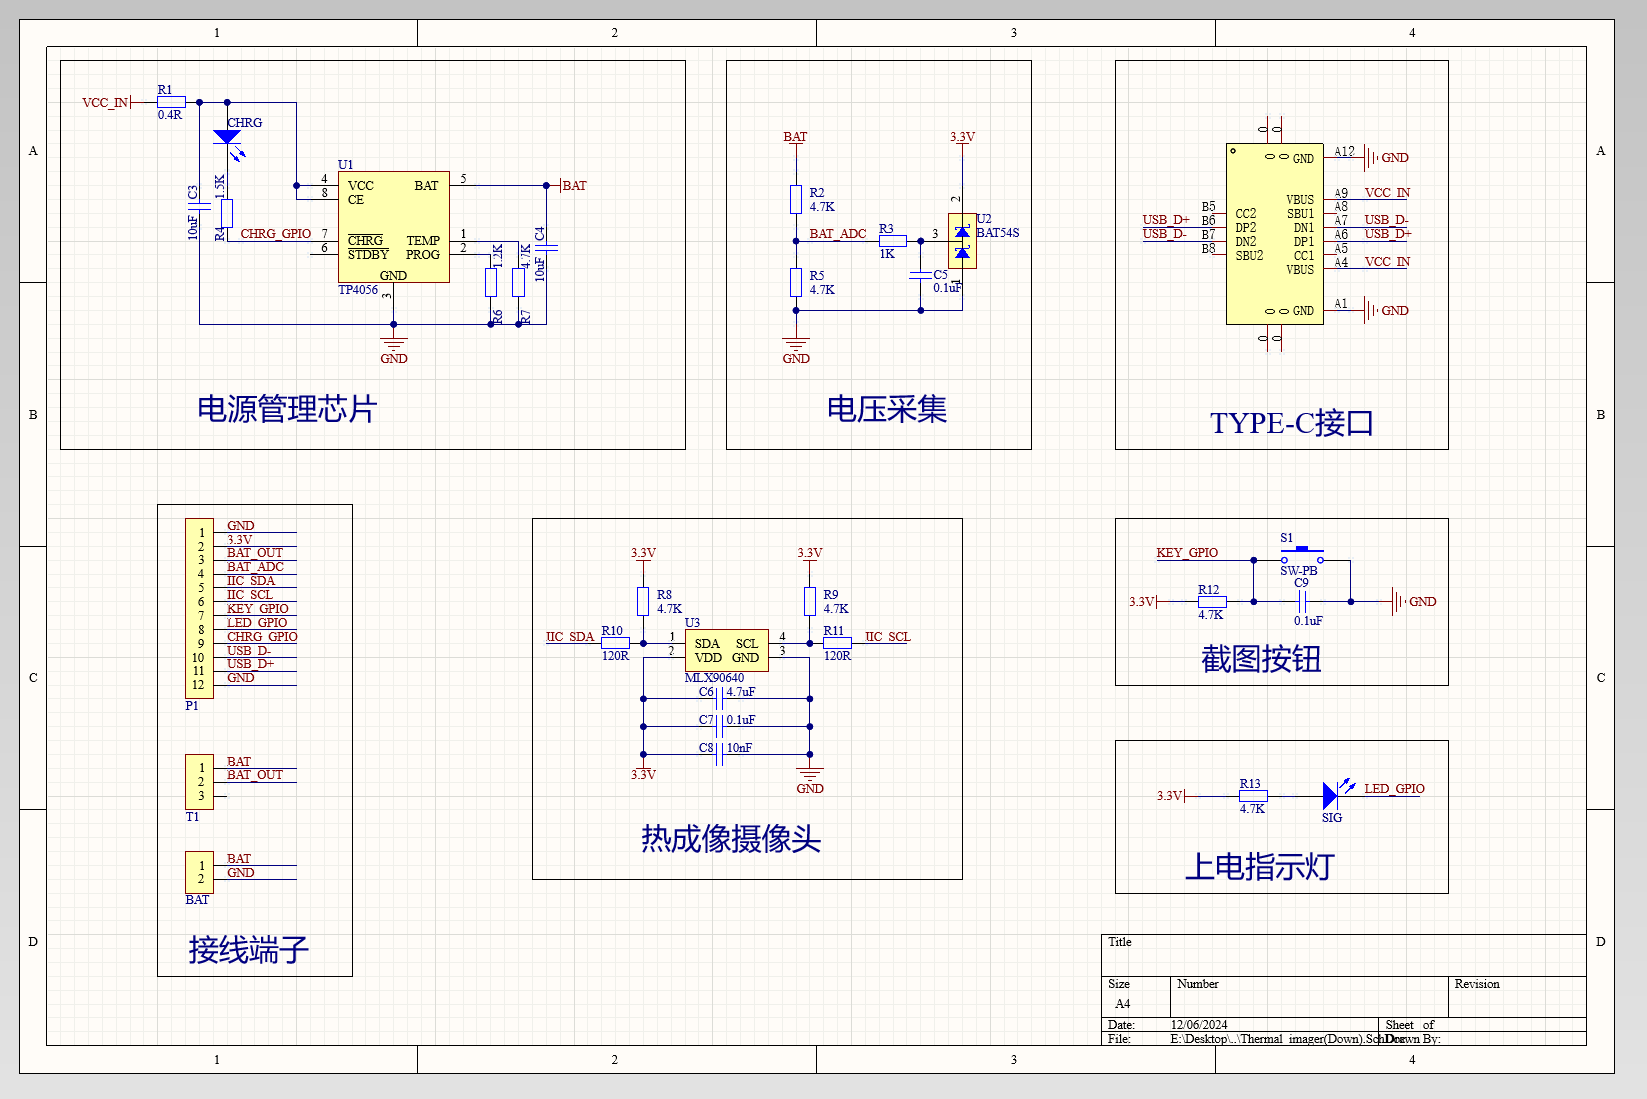 1 2 3 4
A
A
B
B
C
C
D
D
VCC_IN
R1
0.4R
CHRG
C3
10uF
1.5K
R4
CHRG_GPIO
U1
4
8
7
6
VCC
CE
CHRG
STDBY
BAT
TEMP
PROG
GND
5
1
2
3
TP4056
BAT
1.2K
R6
4.7K
R7
C4
10uF
GND
电源管理芯片
BAT
R2
4.7K
BAT_ADC
R3
1K
R5
4.7K
C5
0.1uF
3.3V
2
3
1
U2
BAT54S
GND
电压采集
0 0
0 0 GND
A12
GND
VBUS
A9
VCC_IN
B5
CC2
SBU1
A8
USB_D+
B6
DP2
DN1
A7
USB_D-
USB_D-
B7
DN2
DP1
A6
USB_D+
B8
SBU2
CC1
A5
VBUS
A4
VCC_IN
0 0 GND
A1
GND
0 0
TYPE-C接口
1 GND
2 3.3V
3 BAT_OUT
4 BAT_ADC
5 IIC_SDA
6 IIC_SCL
7 KEY_GPIO
8 LED_GPIO
9 CHRG_GPIO
10 USB_D-
11 USB_D+
12 GND
P1
1 BAT
2 BAT_OUT
3
T1
1 BAT
2 GND
BAT
接线端子
3.3V
3.3V
R8
4.7K
R9
4.7K
U3
IIC_SDA
R10
120R
1
2
SDA SCL
VDD GND
4
3
R11
120R
IIC_SCL
MLX90640
C6 4.7uF
C7 0.1uF
C8 10nF
3.3V
GND
热成像摄像头
KEY_GPIO
S1
SW-PB
3.3V
R12
4.7K
C9
0.1uF
GND
截图按钮
3.3V
R13
4.7K
SIG
LED_GPIO
上电指示灯
Title
Size
A4
Number
Revision
Date: 12/06/2024 Sheet of
File: E:\Desktop\..\Thermal imager(Down).SchDoc
Drawn By:
1 2 3 4